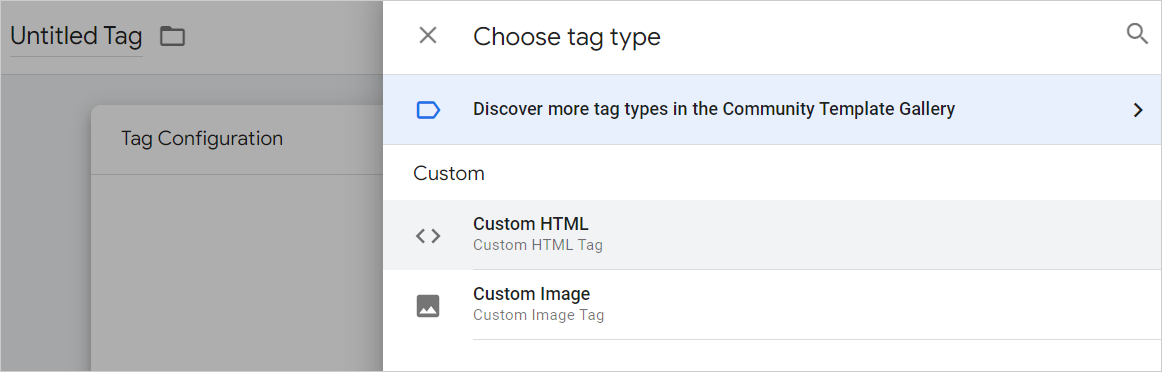 Untitled Tag
Choose tag type
Discover more tag types in the Community Template Gallery
Tag Configuration
Custom
Custom HTML
Custom HTML Tag
Custom Image
Custom Image Tag